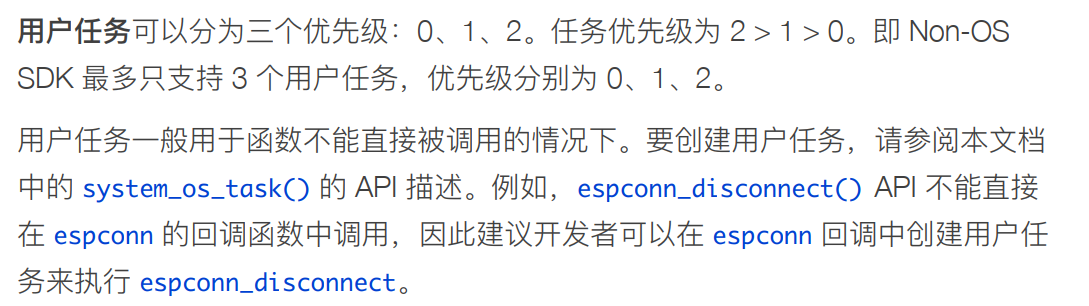 用户任务可以分为三个优先级：0、1、2。任务优先级为 2 > 1 > 0。即 Non-OS
SDK 最多只支持 3 个用户任务，优先级分别为 0、1、2。
用户任务一般用于函数不能直接被调用的情况下。要创建用户任务，请参阅本文档
中的 system_os_task() 的 API 描述。例如，espconn_disconnect() API 不能直接
在 espconn 的回调函数中调用，因此建议开发者可以在 espconn 回调中创建用户任
务来执行 espconn_disconnect。